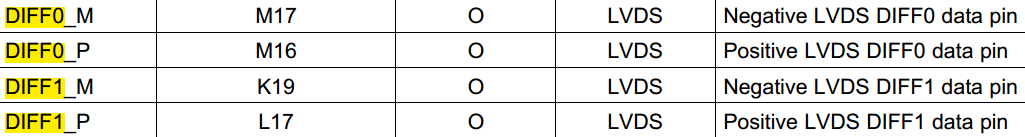 DIFF0_M M17 O LVDS Negative LVDS DIFF0 data pin
DIFF0_P M16 O LVDS Positive LVDS DIFF0 data pin
DIFF1_M K19 O LVDS Negative LVDS DIFF1 data pin
DIFF1_P L17 O LVDS Positive LVDS DIFF1 data pin